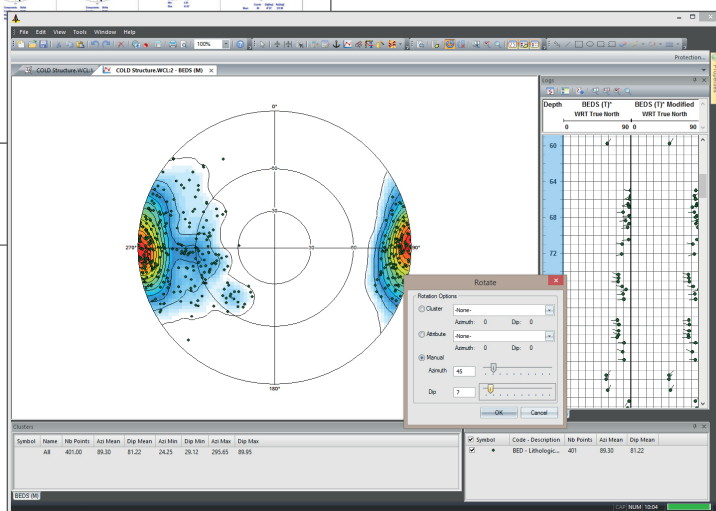 File Edit View Tools Window Help
100%
Protection...
COLD Structure.WCL:1 COLD Structure.WCL:2 - BEDS (M) ×
Logs
Depth BEDS (T)* BEDS (T)* Modified
WRT True North WRT True North
0 90 0 90
60
64
68
72
0°
60
30
270° 30 60 90°
180°
Rotate
Rotation Options
Cluster -None-
Azimuth: 0 Dip: 0
Attribute -None-
Azimuth: 0 Dip: 0
Manual
Azimuth 45
Dip 7
OK Cancel
Clusters
Symbol Name Nb Points Azi Mean Dip Mean Azi Min Dip Min Azi Max Dip Max
All 401.00 89.30 81.22 24.25 29.12 295.65 89.95
Symbol Code - Description Nb Points Azi Mean Dip Mean
BED - Lithologic... 401 89.30 81.22
BEDS (M)
CAP NUM 10:04